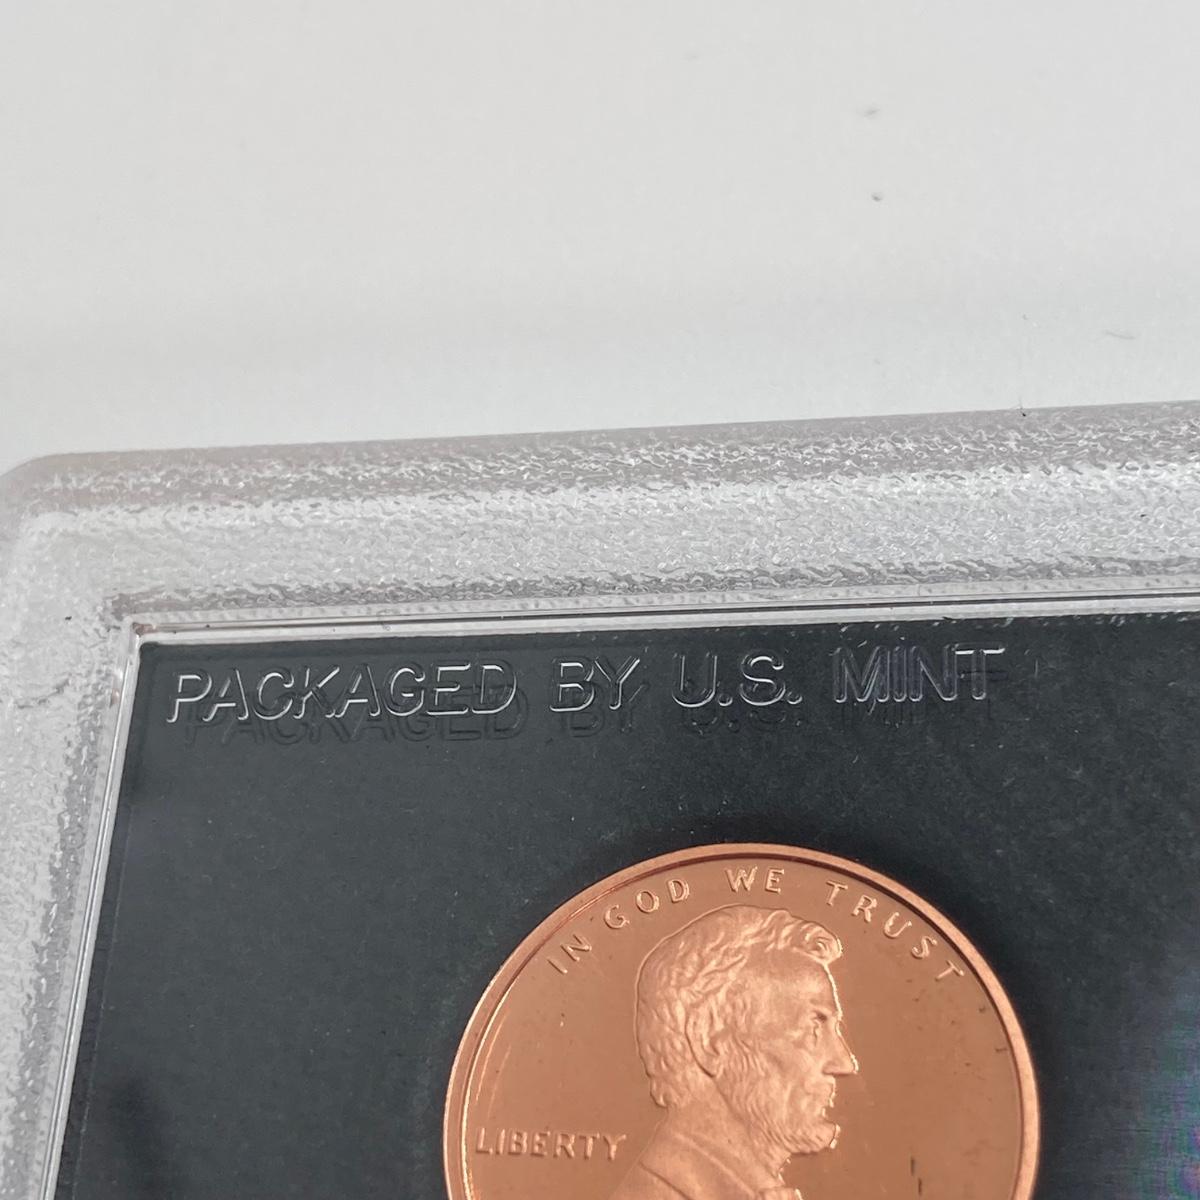 PACKAGED BY U.S. MINT
IN GOD WE TRUST
LIBERTY